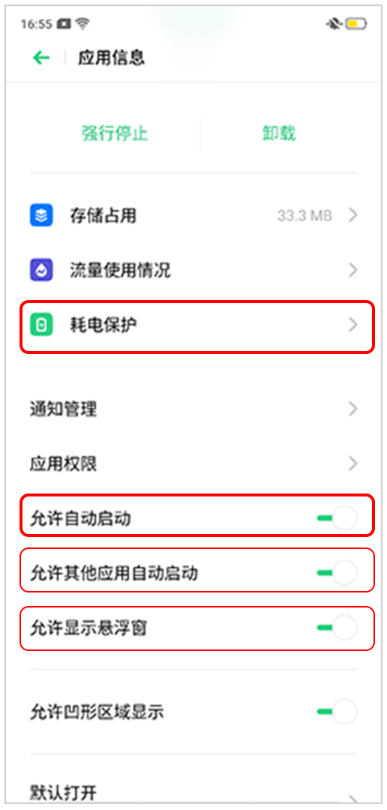 16:55
应用信息
强行停止
卸载
存储占用 33.3 MB
流量使用情况
耗电保护
通知管理
应用权限
允许自动启动
允许其他应用自动启动
允许显示悬浮窗
允许凹形区域显示
默认打开